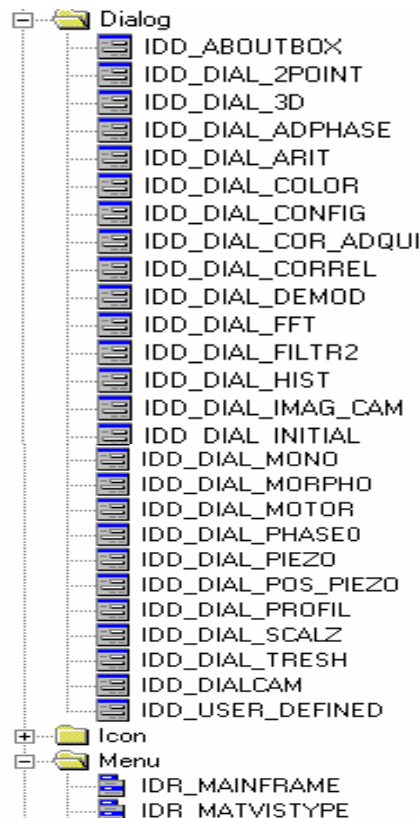 Dialog
IDD_ABOUTBOX
IDD_DIAL_2POINT
IDD_DIAL_3D
IDD_DIAL_ADPHASE
IDD_DIAL_ARIT
IDD_DIAL_COLOR
IDD_DIAL_CONFIG
IDD_DIAL_COR_ADQUI
IDD_DIAL_CORREL
IDD_DIAL_DEMOD
IDD_DIAL_FFT
IDD_DIAL_FILTR2
IDD_DIAL_HIST
IDD_DIAL_IMAG_CAM
IDD_DIAL_INITIAL
IDD_DIAL_MONO
IDD_DIAL_MORPHO
IDD_DIAL_MOTOR
IDD_DIAL_PHASE0
IDD_DIAL_PIEZO
IDD_DIAL_POS_PIEZO
IDD_DIAL_PROFIL
IDD_DIAL_SCALZ
IDD_DIAL_TRESH
IDD_DIALCAM
IDD_USER_DEFINED
Icon
Menu
IDR_MAINFRAME
IDR_MATVISTYPE